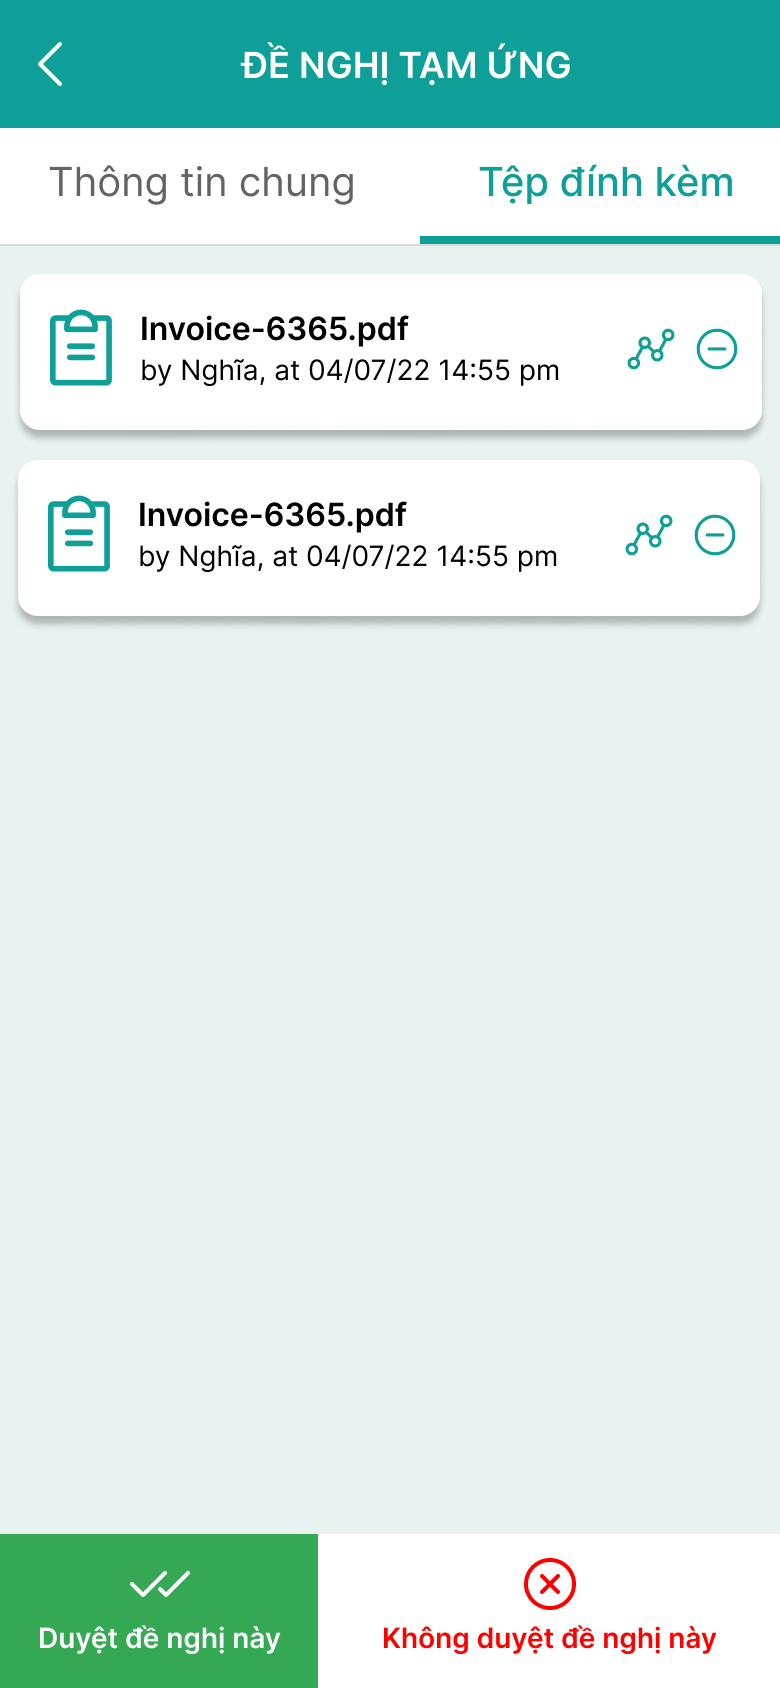 ĐỀ NGHỊ TẠM ỨNG
Thông tin chung
Tệp đính kèm
Invoice-6365.pdf
by Nghĩa, at 04/07/22 14:55 pm
Invoice-6365.pdf
by Nghĩa, at 04/07/22 14:55 pm
Duyệt đề nghị này
Không duyệt đề nghị này